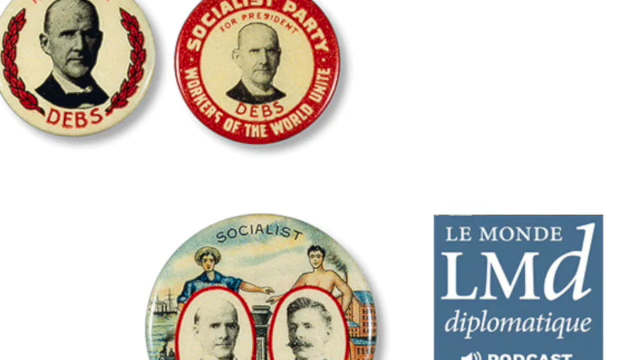 DEBS
SOCIALIST PARTY
FOR PRESIDENT
DEBS
WORKERS OF THE WORLD UNITE
SOCIALIST
LE MONDE
LMd
diplomatique
PODCAST